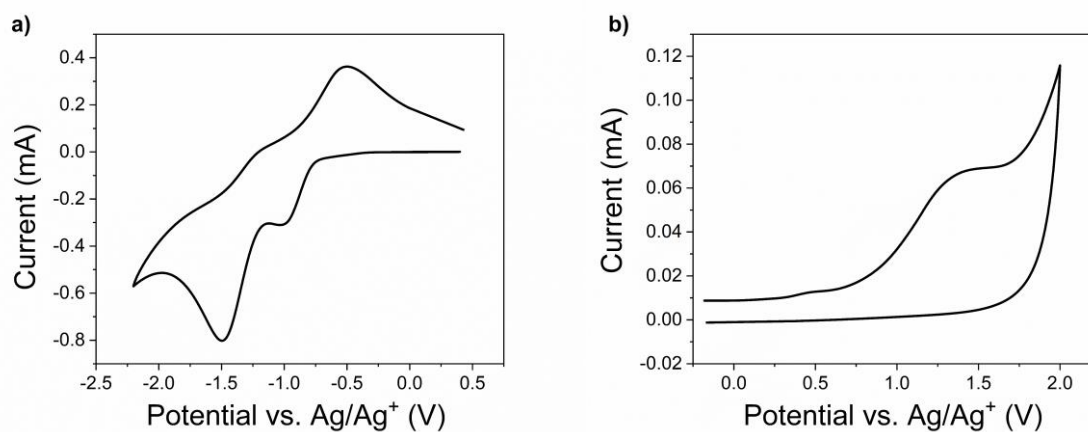 a)
0.4
0.2
0.0
-0.2
-0.4
-0.6
-0.8
Current (mA)
-2.5 -2.0 -1.5 -1.0 -0.5 0.0 0.5
Potential vs. Ag/Ag⁺ (V)
b)
0.12
0.10
0.08
0.06
0.04
0.02
0.00
-0.02
Current (mA)
0.0 0.5 1.0 1.5 2.0
Potential vs. Ag/Ag⁺ (V)